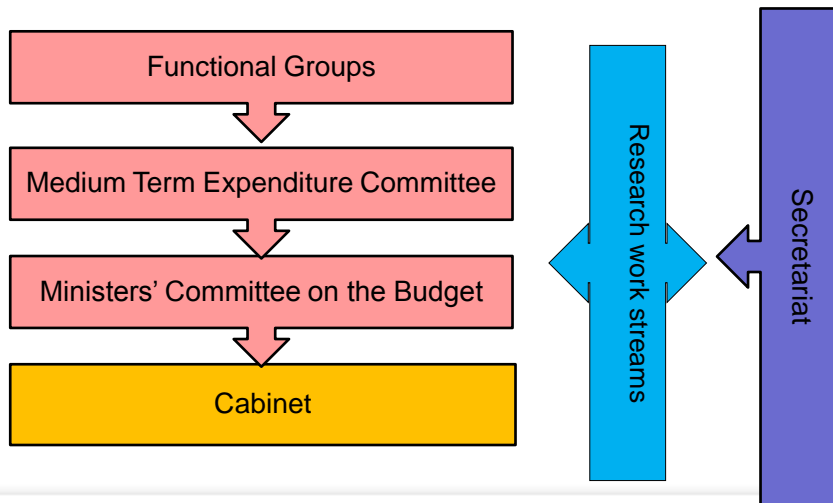 Functional Groups
Medium Term Expenditure Committee
Ministers’ Committee on the Budget
Cabinet
Research work streams
Secretariat